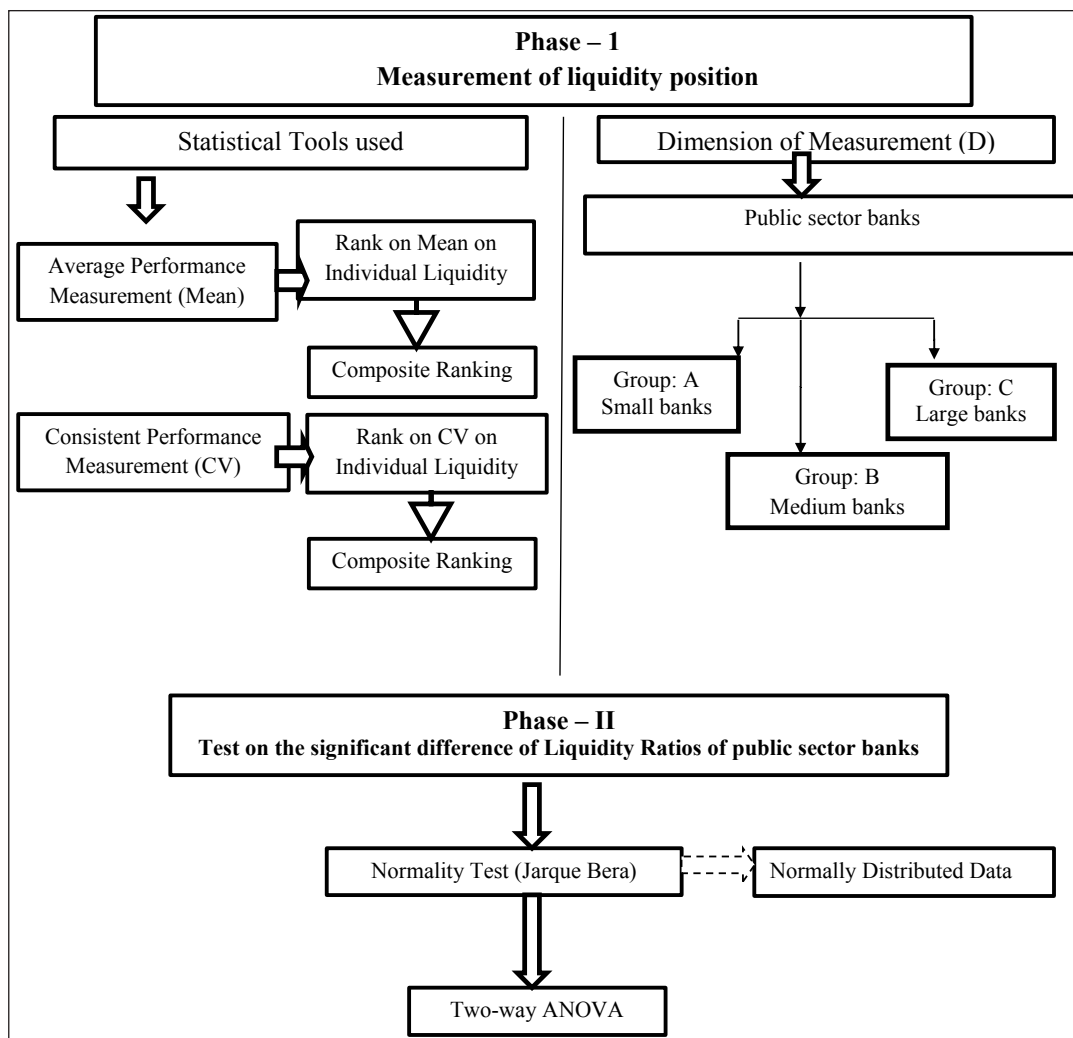 Phase – 1
Measurement of liquidity position
Statistical Tools used
Average Performance
Measurement (Mean)
Rank on Mean on
Individual Liquidity
Composite Ranking
Consistent Performance
Measurement (CV)
Rank on CV on
Individual Liquidity
Composite Ranking
Dimension of Measurement (D)
Public sector banks
Group: A
Small banks
Group: B
Medium banks
Group: C
Large banks
Phase – II
Test on the significant difference of Liquidity Ratios of public sector banks
Normality Test (Jarque Bera)
Normally Distributed Data
Two-way ANOVA